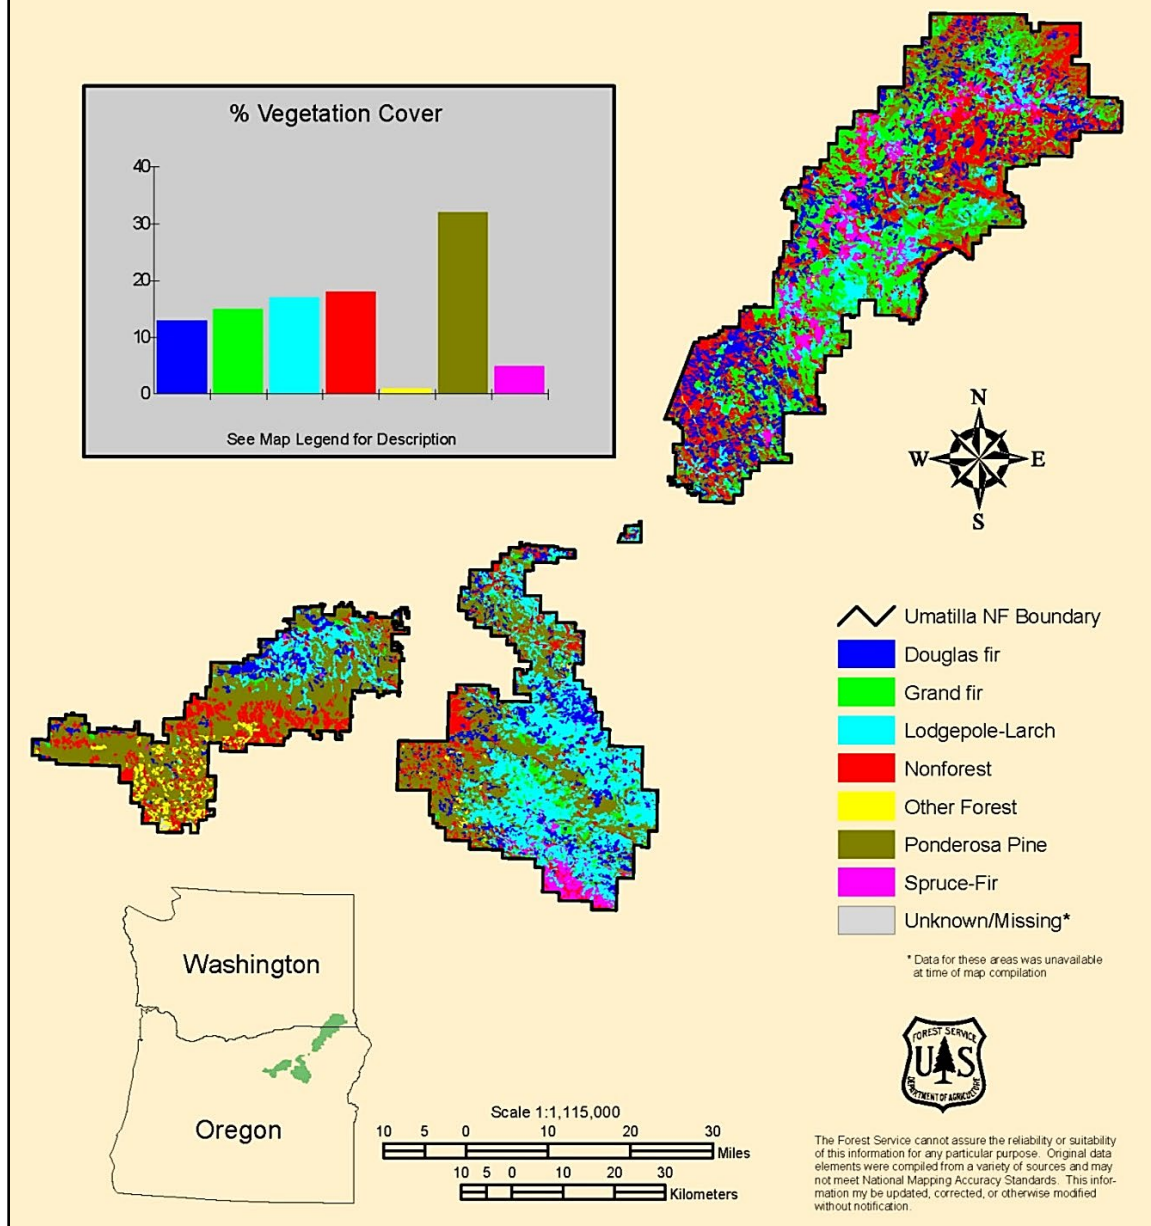 % Vegetation Cover
40
30
20
10
0
See Map Legend for Description
N
W E
S
Umatilla NF Boundary
Douglas fir
Grand fir
Lodgepole-Larch
Nonforest
Other Forest
Ponderosa Pine
Spruce-Fir
Unknown/Missing*
* Data for these areas was unavailable
at time of map compilation
Washington
Oregon
Scale 1:1,115,000
10 5 0 10 20 30
Miles
10 5 0 10 20 30
Kilometers
FOREST SERVICE
U S
DEPARTMENT OF AGRICULTURE
The Forest Service cannot assure the reliability or suitability
of this information for any particular purpose. Original data
elements were compiled from a variety of sources and may
not meet National Mapping Accuracy Standards. This infor-
mation my be updated, corrected, or otherwise modified
without notification.